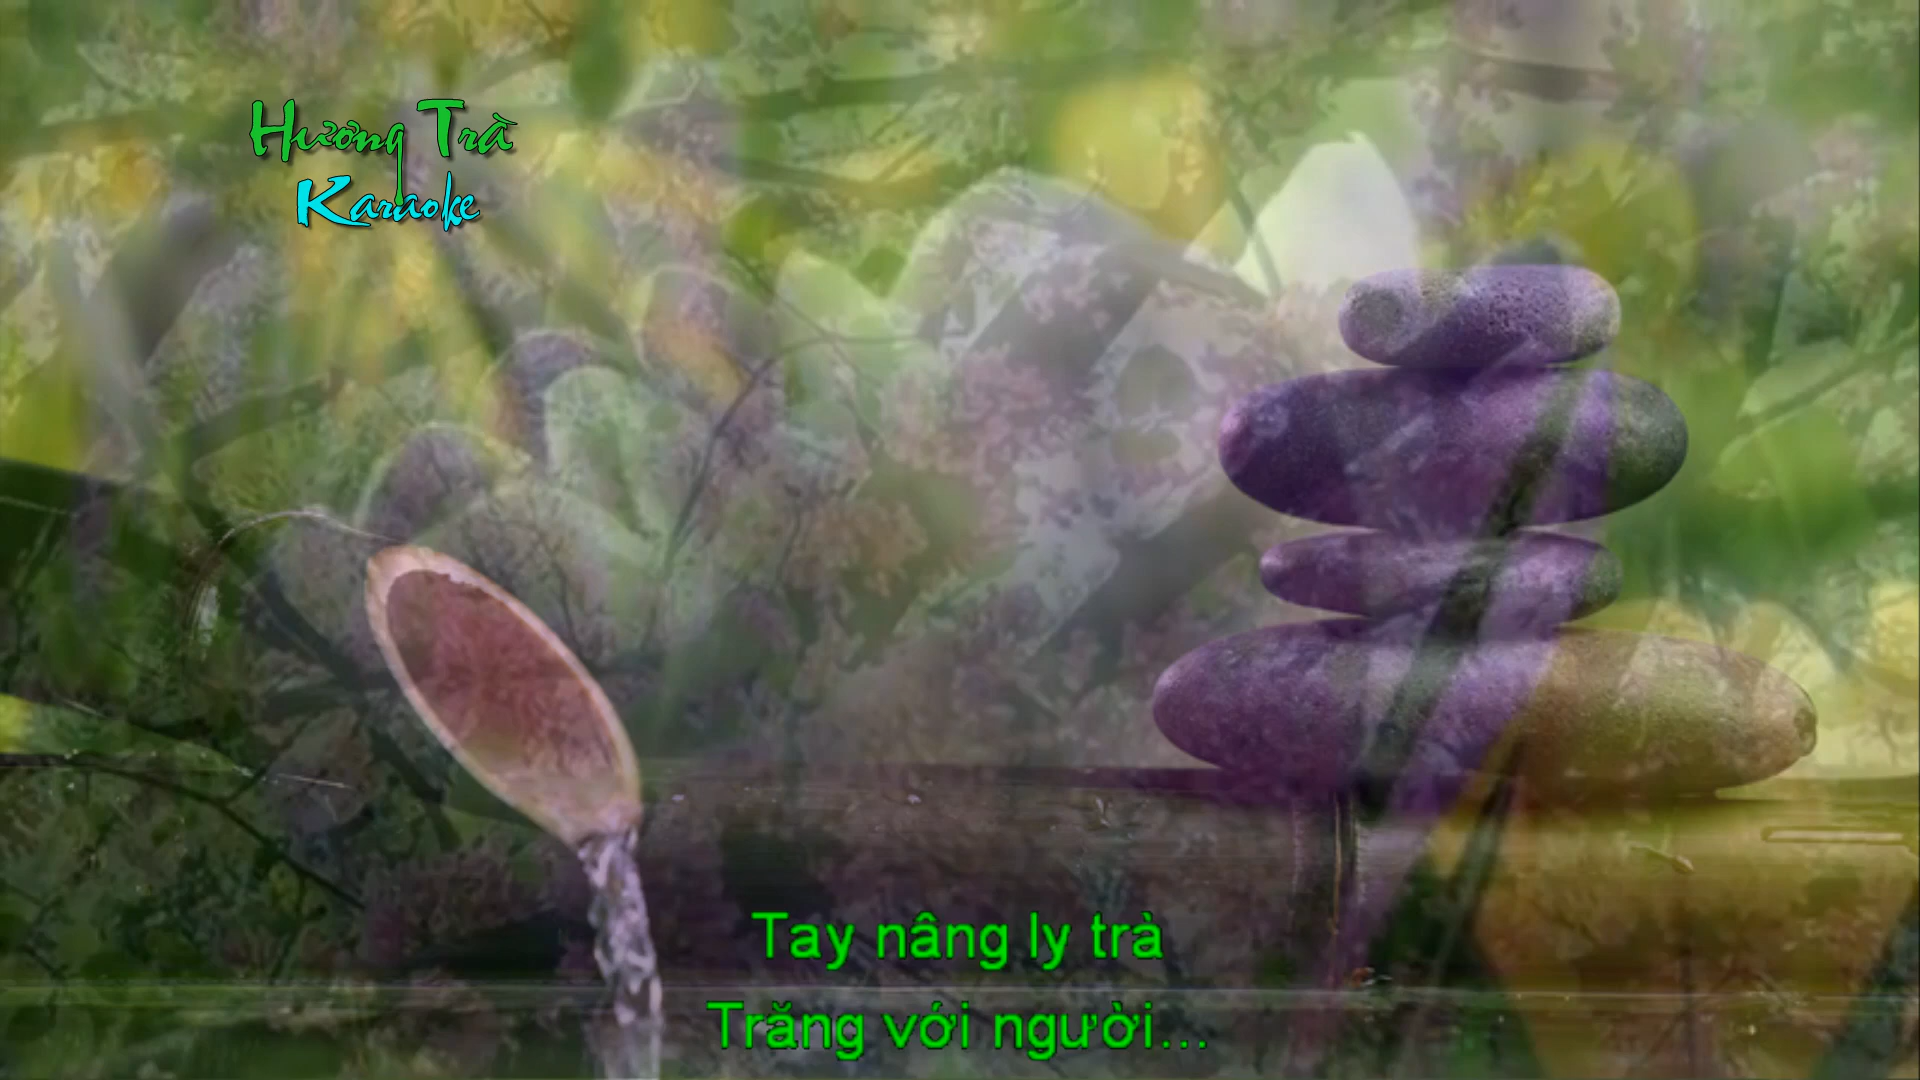 Hương Trà
Karaoke
Tay nâng ly trà
Trăng với người...